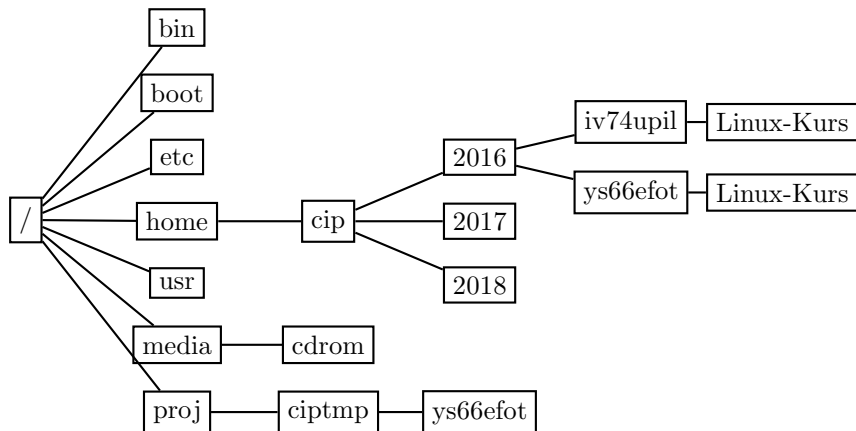 bin
boot
iv74upil Linux-Kurs
etc 2016
ys66efot Linux-Kurs
/ home cip 2017
usr 2018
media cdrom
proj ciptmp ys66efot